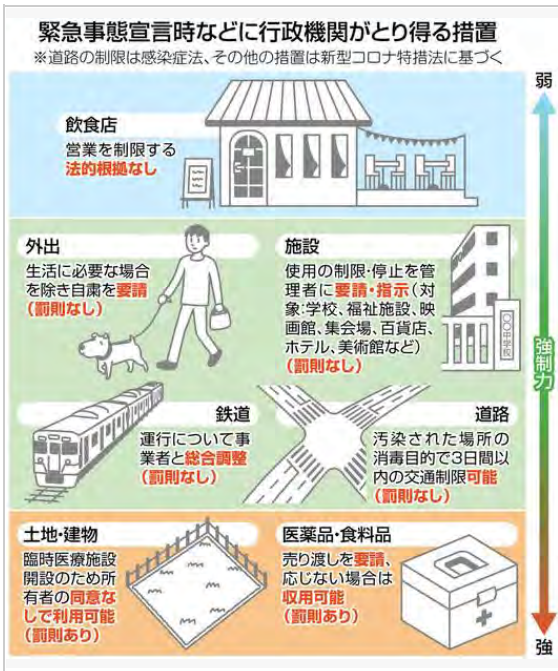 緊急事態宣言時などに行政機関がとり得る措置
※道路の制限は感染症法、その他の措置は新型コロナ特措法に基づく
弱
強制力
強
飲食店
営業を制限する
法的根拠なし
外出
生活に必要な場合
を除き自粛を要請
(罰則なし)
施設
使用の制限・停止を管
理者に要請・指示(対
象:学校、福祉施設、映
画館、集会場、百貨店、
ホテル、美術館など)
(罰則なし)
〇〇中学校
鉄道
運行について事
業者と総合調整
(罰則なし)
道路
汚染された場所の
消毒目的で3日間以
内の交通制限可能
(罰則なし)
土地・建物
臨時医療施設
開設のため所
有者の同意な
しで利用可能
(罰則あり)
医薬品・食料品
売り渡しを要請、
応じない場合は
収用可能
(罰則あり)